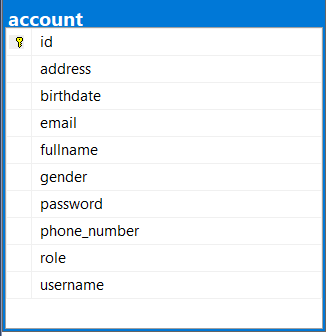 account
id
address
birthdate
email
fullname
gender
password
phone_number
role
username